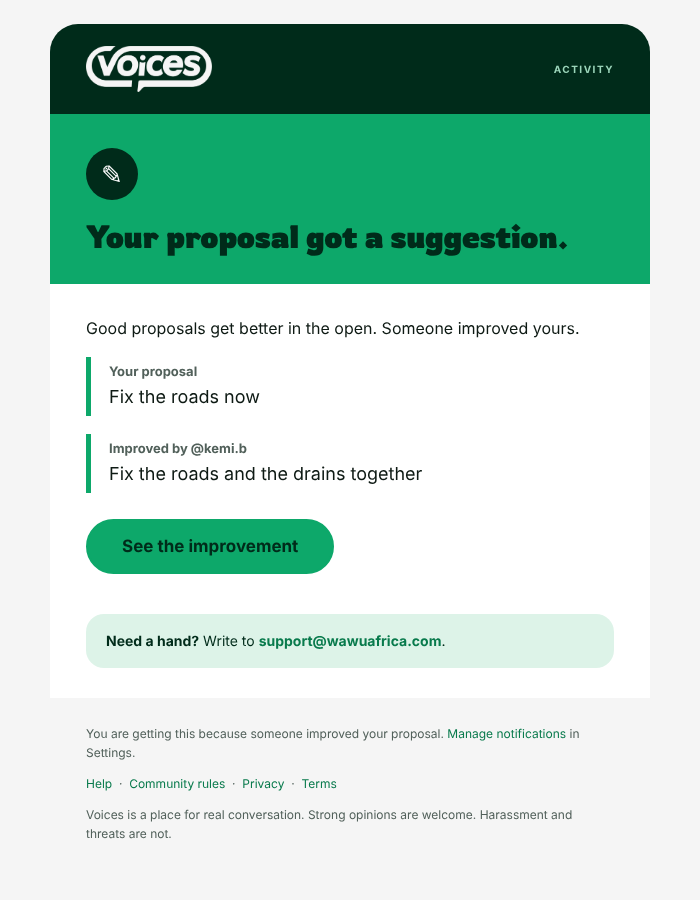 Voices
ACTIVITY
Your proposal got a suggestion.
Good proposals get better in the open. Someone improved yours.
Your proposal
Fix the roads now
Improved by @kemi.b
Fix the roads and the drains together
See the improvement
Need a hand? Write to support@wawuafrica.com.
You are getting this because someone improved your proposal. Manage notifications in
Settings.
Help · Community rules · Privacy · Terms
Voices is a place for real conversation. Strong opinions are welcome. Harassment and
threats are not.